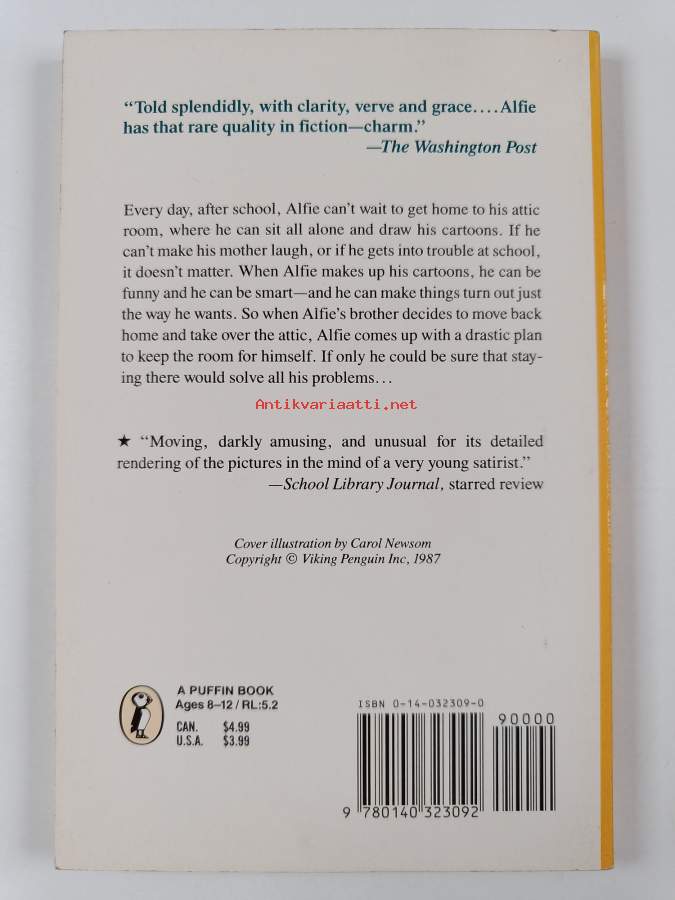 “Told splendidly, with clarity, verve and grace....Alfie
has that rare quality in fiction—charm.”
—The Washington Post
Every day, after school, Alfie can’t wait to get home to his attic
room, where he can sit all alone and draw his cartoons. If he
can’t make his mother laugh, or if he gets into trouble at school,
it doesn’t matter. When Alfie makes up his cartoons, he can be
funny and he can be smart—and he can make things turn out just
the way he wants. So when Alfie’s brother decides to move back
home and take over the attic, Alfie comes up with a drastic plan
to keep the room for himself. If only he could be sure that stay-
ing there would solve all his problems...
Antikvariaatti.net
★ “Moving, darkly amusing, and unusual for its detailed
rendering of the pictures in the mind of a very young satirist.”
—School Library Journal, starred review
Cover illustration by Carol Newsom
Copyright © Viking Penguin Inc, 1987
A PUFFIN BOOK
Ages 8–12 / RL:5.2
CAN. $4.99
U.S.A. $3.99
ISBN 0-14-032309-0
90000
9 780140 323092